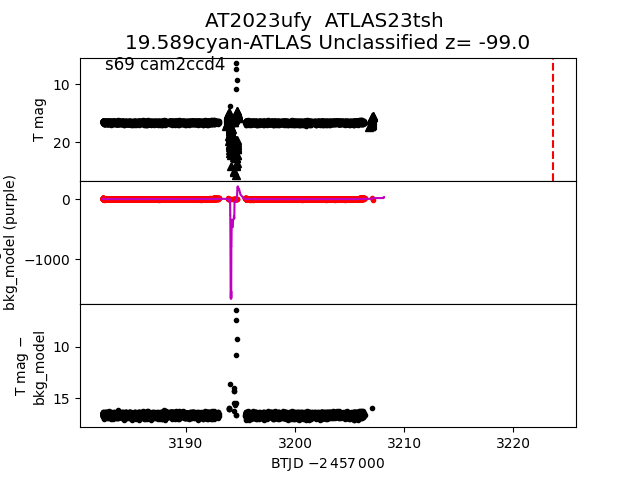 AT2023ufy  ATLAS23tsh
19.589cyan-ATLAS Unclassified z= -99.0
s69 cam2ccd4
T mag
10
20
bkg_model (purple)
0
−1000
T mag −
bkg_model
10
15
3190
3200
3210
3220
BTJD −2 457 000